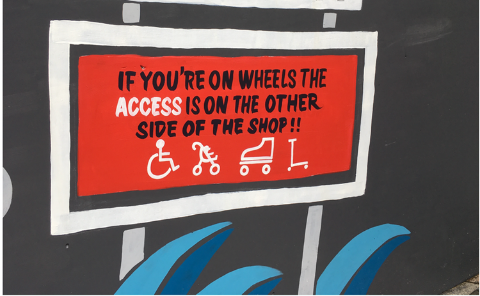 IF YOU'RE ON WHEELS THE
ACCESS IS ON THE OTHER
SIDE OF THE SHOP!!